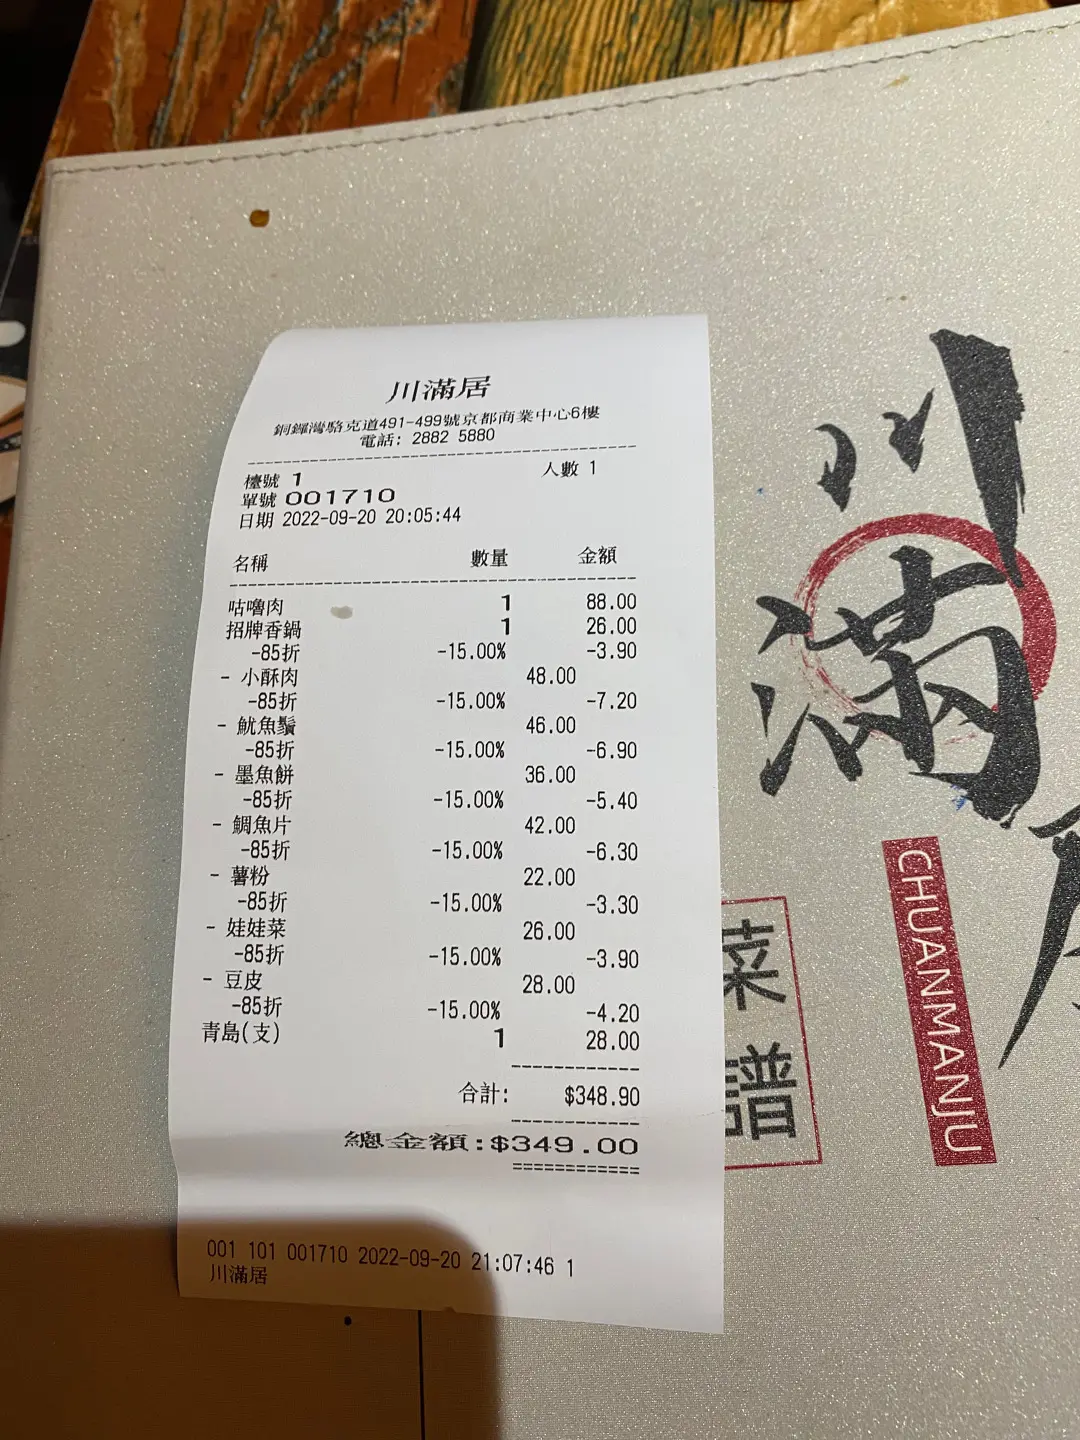 川滿居
銅鑼灣駱克道491-499號京都商業中心6樓
電話: 2882 5880
檯號 1 人數 1
單號 001710
日期 2022-09-20 20:05:44
名稱 數量 金額
咕嚕肉 1 88.00
招牌香鍋 1 26.00
-85折 -15.00% -3.90
- 小酥肉 48.00
-85折 -15.00% -7.20
- 魷魚鬚 46.00
-85折 -15.00% -6.90
- 墨魚餅 36.00
-85折 -15.00% -5.40
- 鯛魚片 42.00
-85折 -15.00% -6.30
- 薯粉 22.00
-85折 -15.00% -3.30
- 娃娃菜 26.00
-85折 -15.00% -3.90
- 豆皮 28.00
-85折 -15.00% -4.20
青島(支) 1 28.00
合計: $348.90
總金額:$349.00
001 101 001710 2022-09-20 21:07:46 1
川滿居
川滿
CHUANMANJU
菜譜